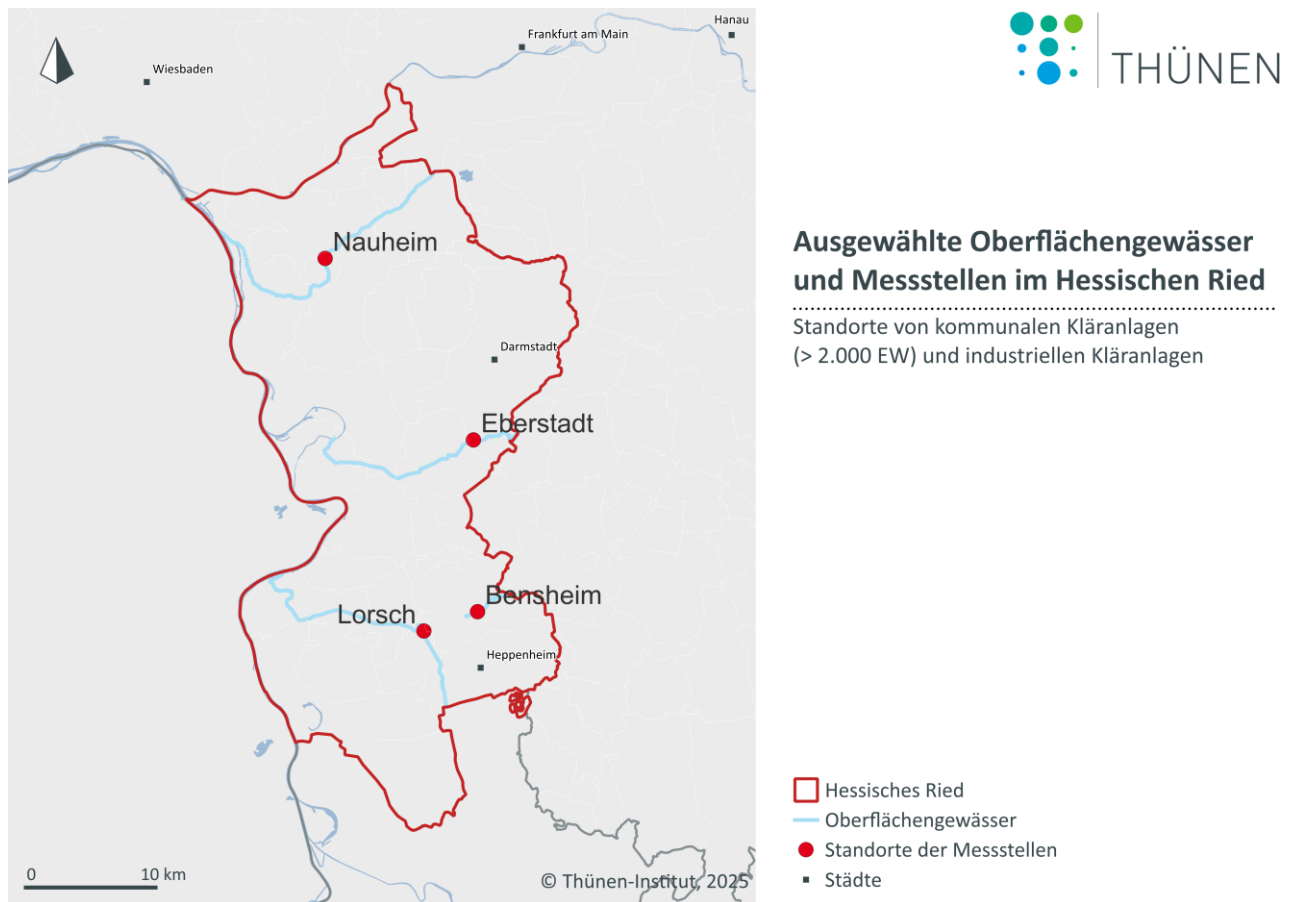 Hanau
Frankfurt am Main
Wiesbaden
Nauheim
Darmstadt
Eberstadt
Bensheim
Lorsch
Heppenheim
0 10 km
© Thünen-Institut, 2025
THÜNEN
Ausgewählte Oberflächengewässer
und Messstellen im Hessischen Ried
Standorte von kommunalen Kläranlagen
(> 2.000 EW) und industriellen Kläranlagen
Hessisches Ried
Oberflächengewässer
Standorte der Messstellen
Städte